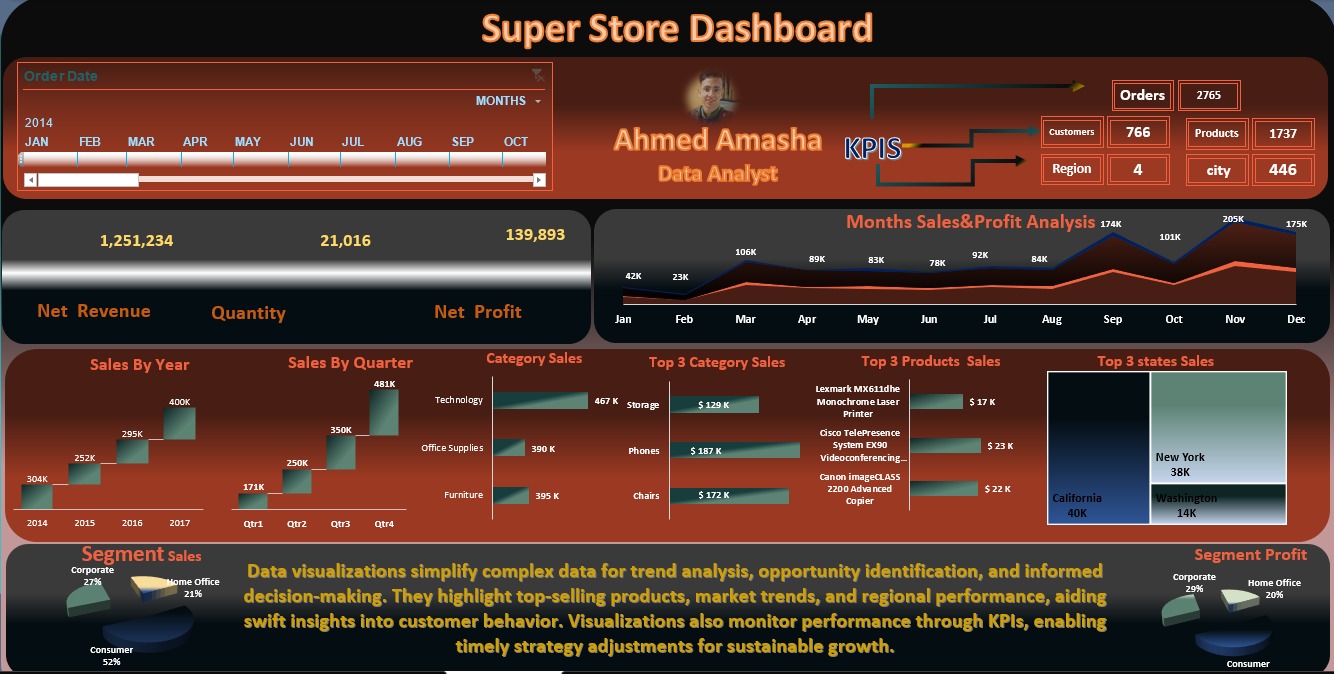 Super Store Dashboard
Order Date
MONTHS
2014
JAN FEB MAR APR MAY JUN JUL AUG SEP OCT
Ahmed Amasha
Data Analyst
KPIS
Orders 2765
Customers 766 Products 1737
Region 4 city 446
1,251,234 21,016 139,893
Net Revenue Quantity Net Profit
Months Sales&Profit Analysis
42K 23K 106K 89K 83K 78K 92K 84K 174K 101K 205K 175K
Jan Feb Mar Apr May Jun Jul Aug Sep Oct Nov Dec
Sales By Year
304K 252K 295K 400K
2014 2015 2016 2017
Sales By Quarter
171K 250K 350K 481K
Qtr1 Qtr2 Qtr3 Qtr4
Category Sales
Technology 467 K
Office Supplies 390 K
Furniture 395 K
Top 3 Category Sales
Storage $ 129 K
Phones $ 187 K
Chairs $ 172 K
Top 3 Products Sales
Lexmark MX611dhe
Monochrome Laser
Printer
$ 17 K
Cisco TelePresence
System EX90
Videoconferencing...
$ 23 K
Canon imageCLASS
2200 Advanced
Copier
$ 22 K
Top 3 states Sales
California
40K
New York
38K
Washington
14K
Segment Sales
Corporate
27%
Home Office
21%
Consumer
52%
Data visualizations simplify complex data for trend analysis, opportunity identification, and informed
decision-making. They highlight top-selling products, market trends, and regional performance, aiding
swift insights into customer behavior. Visualizations also monitor performance through KPIs, enabling
timely strategy adjustments for sustainable growth.
Segment Profit
Corporate
29%
Home Office
20%
Consumer